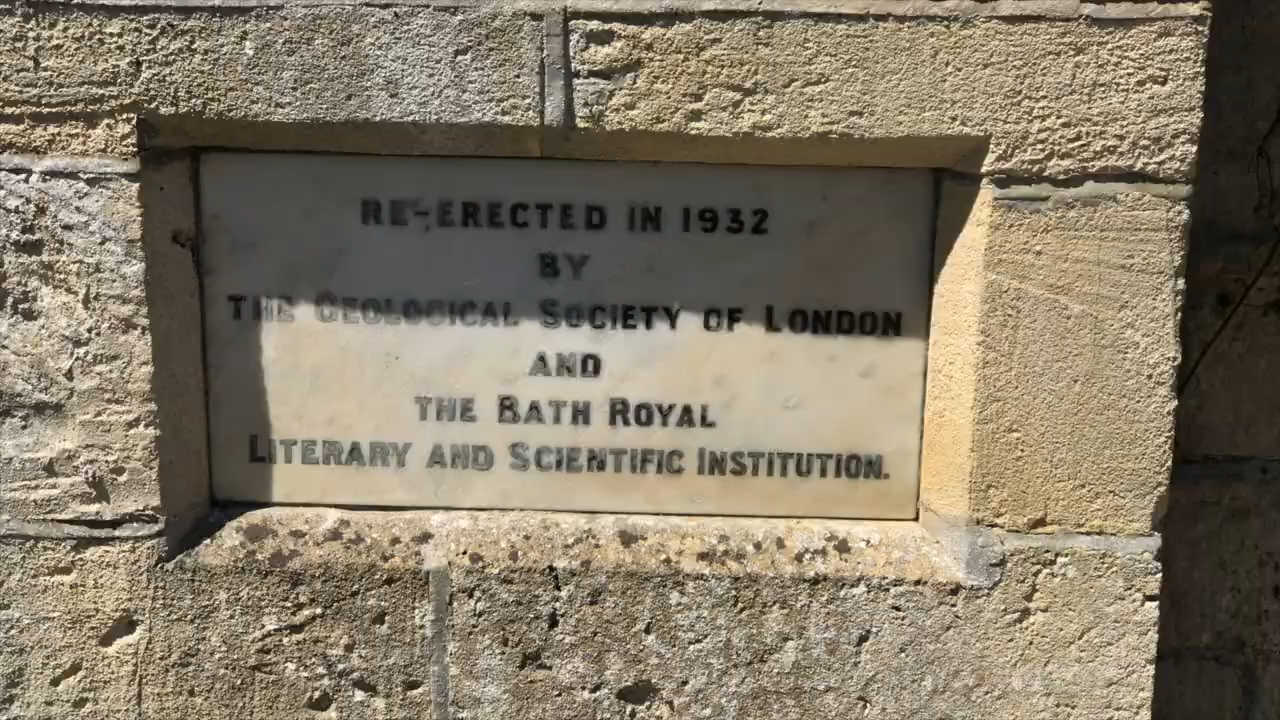 RE-ERECTED IN 1932
BY
THE GEOLOGICAL SOCIETY OF LONDON
AND
THE BATH ROYAL
LITERARY AND SCIENTIFIC INSTITUTION.